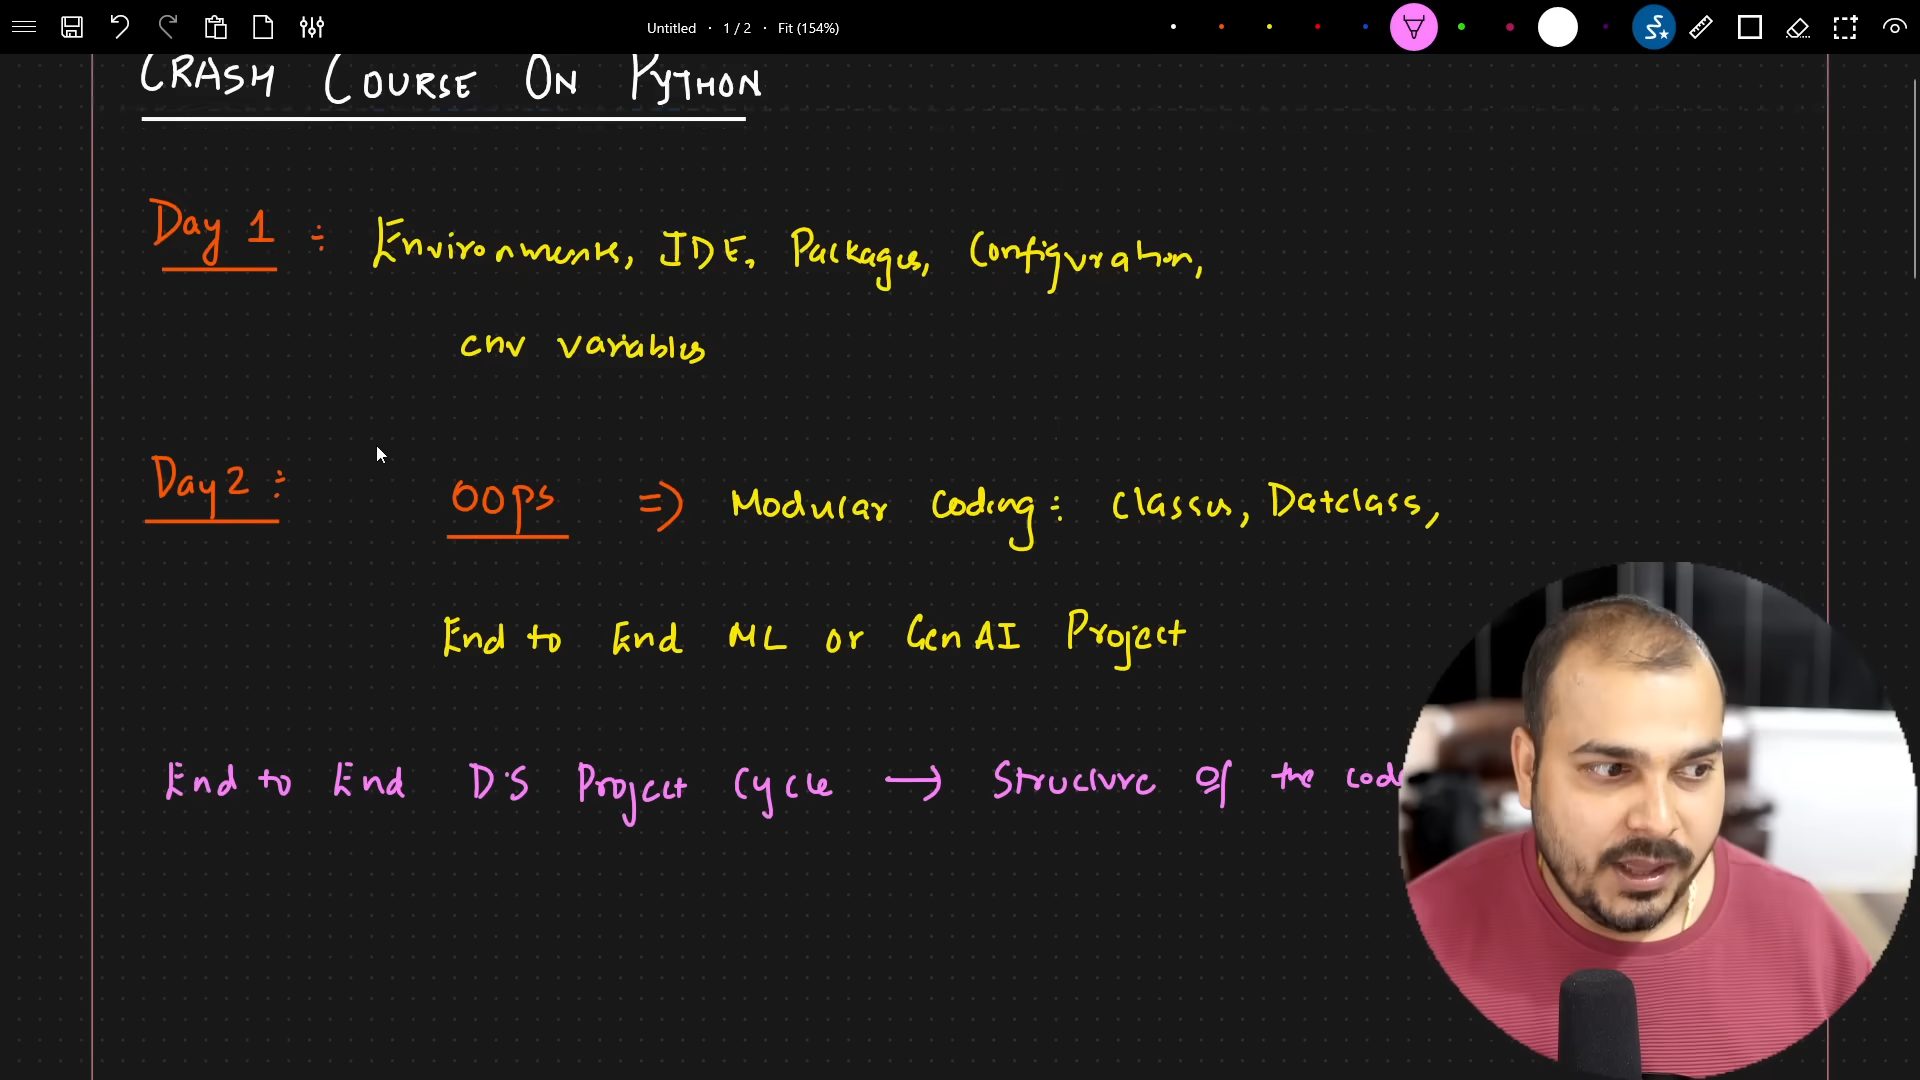 Untitled · 1 / 2 · Fit (154%)
CRASH COURSE ON PYTHON
Day 1 : Environments, IDE, Packages, Configuration,
env variables
Day 2 : OOPS => Modular Coding : Classes, Datclass,
End to End ML or Gen AI Project
End to End DS Project Cycle → Structure of the code